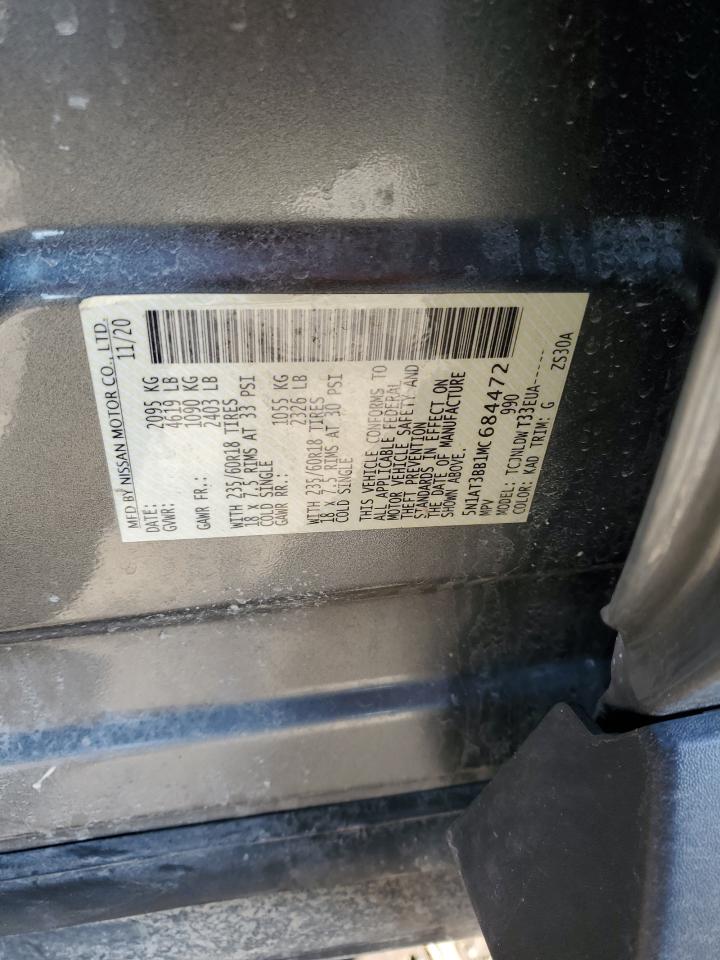 MFD BY NISSAN MOTOR CO., LTD.
DATE: 11/20
GVWR: 2095 KG
4619 LB
GAWR FR.: 1090 KG
2403 LB
WITH 235/60R18 TIRES
18 X 7.5 RIMS AT 33 PSI
COLD SINGLE
GAWR RR.: 1055 KG
2326 LB
WITH 235/60R18 TIRES
18 X 7.5 RIMS AT 30 PSI
COLD SINGLE
THIS VEHICLE CONFORMS TO
ALL APPLICABLE FEDERAL
MOTOR VEHICLE SAFETY AND
THEFT PREVENTION
STANDARDS IN EFFECT ON
THE DATE OF MANUFACTURE
SHOWN ABOVE.
5N1AT3BB1MC684472
MPV 990
MODEL: TCJNLDWT33EUA------
COLOR: KAD TRIM: G
ZS30A